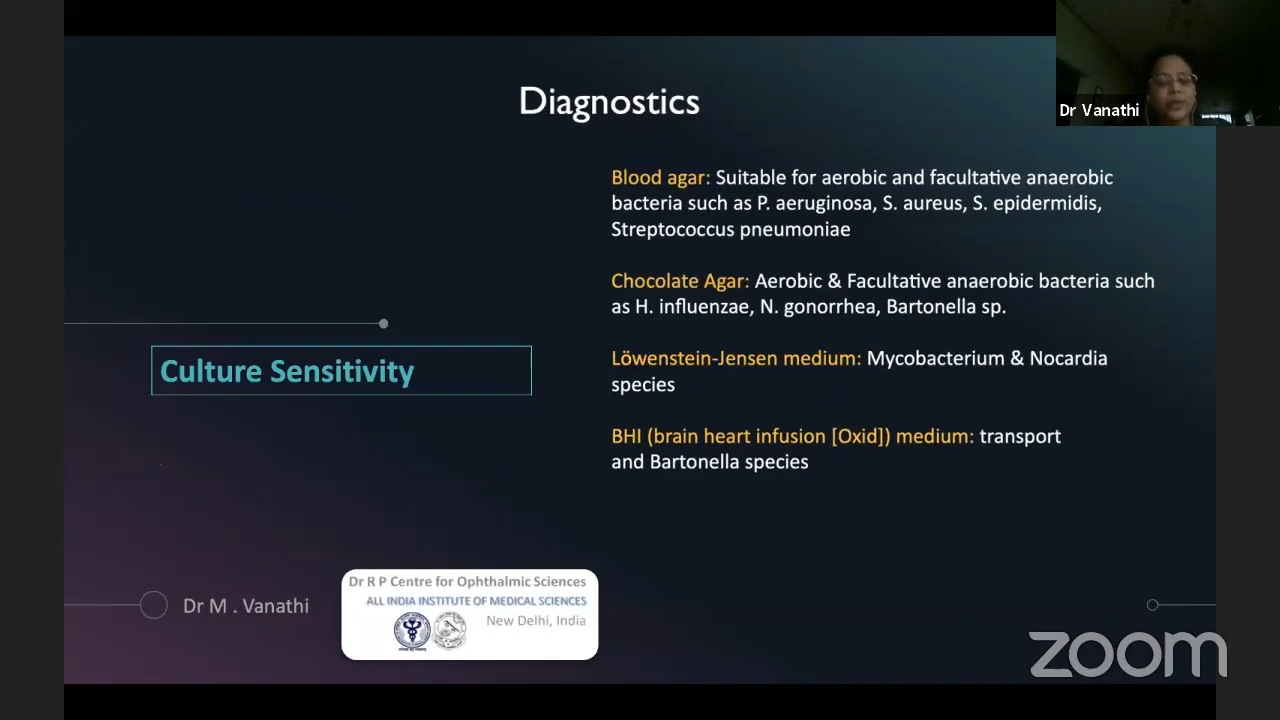 Diagnostics
Dr Vanathi
Blood agar: Suitable for aerobic and facultative anaerobic
bacteria such as P. aeruginosa, S. aureus, S. epidermidis,
Streptococcus pneumoniae
Chocolate Agar: Aerobic & Facultative anaerobic bacteria such
as H. influenzae, N. gonorrhea, Bartonella sp.
Löwenstein-Jensen medium: Mycobacterium & Nocardia
species
BHI (brain heart infusion [Oxid]) medium: transport
and Bartonella species
Culture Sensitivity
Dr M . Vanathi
Dr R P Centre for Ophthalmic Sciences
ALL INDIA INSTITUTE OF MEDICAL SCIENCES
New Delhi, India
zoom